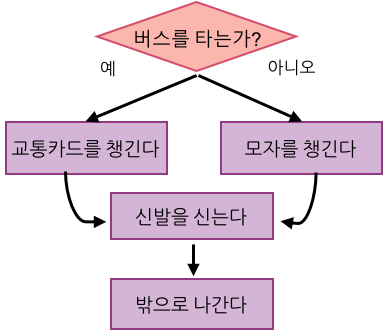 버스를 타는가?
예
아니오
교통카드를 챙긴다
모자를 챙긴다
신발을 신는다
밖으로 나간다